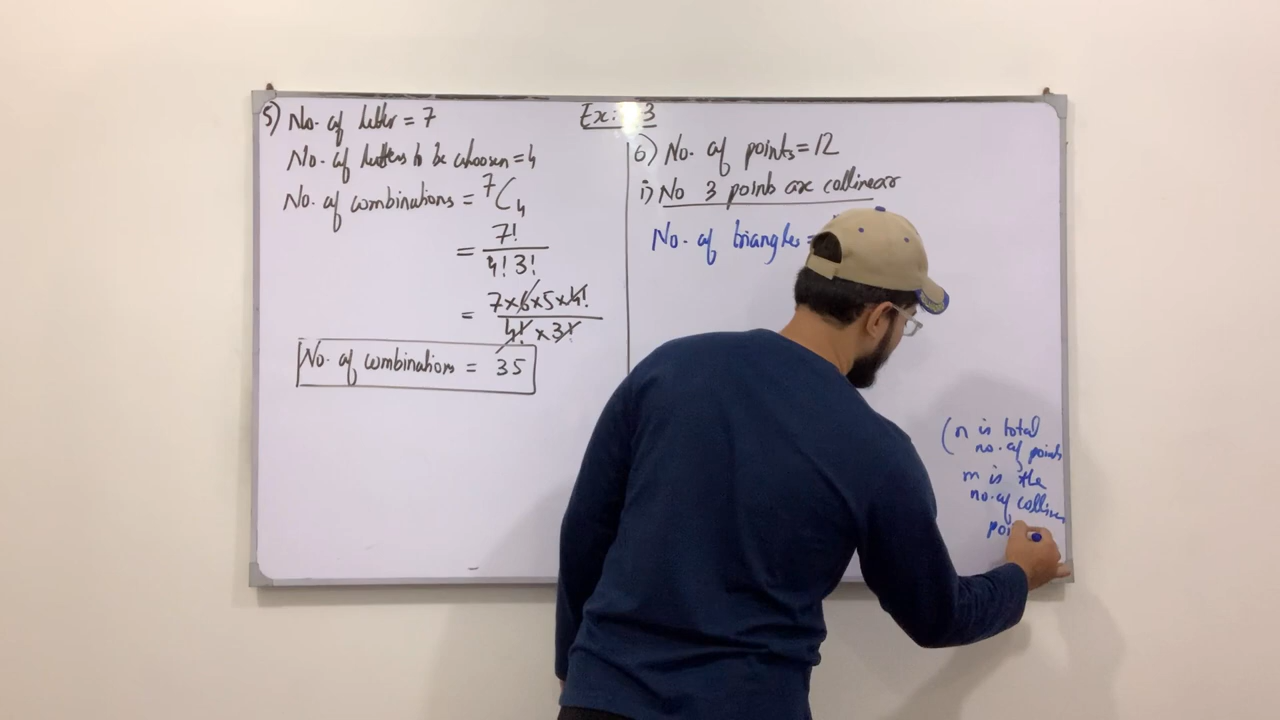 Ex: 3
5) No. of letter = 7
No. of letters to be choosen = 4
No. of combinations = ⁷C₄
= 7! / 4! 3!
= 7×6×5×4! / 4!×3!
No. of combinations = 35
6) No. of points = 12
i) No 3 points are collinear
No. of triangles =
(n is total
no. of points
m is the
no. of